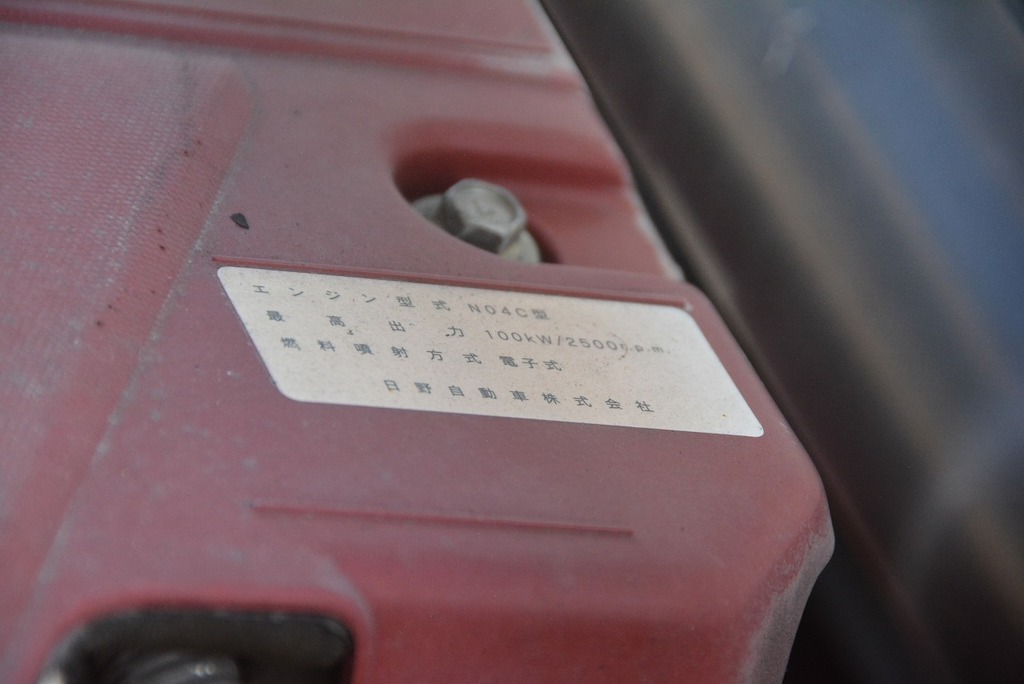 エンジン型式 N04C型
最高出力 100kW/2500r.p.m.
燃料噴射方式 電子式
日野自動車株式会社